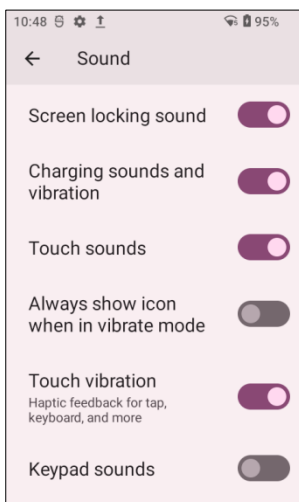 10:48 95%
Sound
Screen locking sound
Charging sounds and
vibration
Touch sounds
Always show icon
when in vibrate mode
Touch vibration
Haptic feedback for tap,
keyboard, and more
Keypad sounds